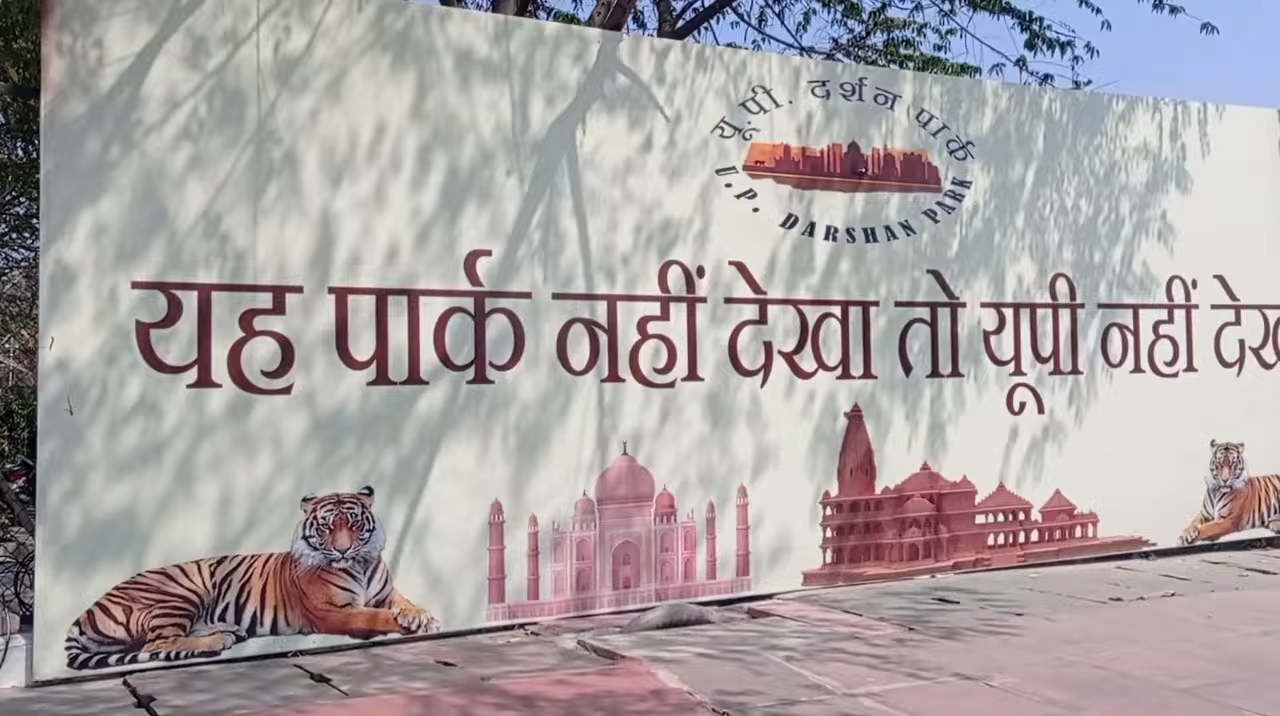 यू.पी. दर्शन पार्क
U.P. DARSHAN PARK
यह पार्क नहीं देखा तो यूपी नहीं